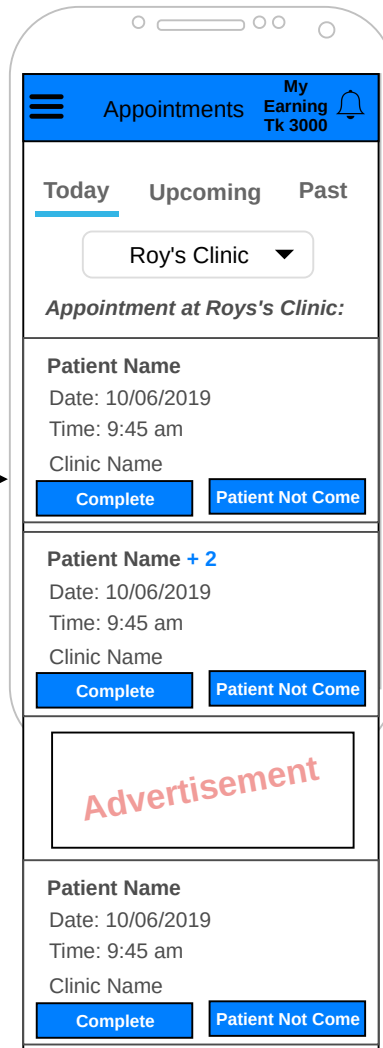 Appointments
My
Earning
Tk 3000
Today Upcoming Past
Roy's Clinic
Appointment at Roys's Clinic:
Patient Name
Date: 10/06/2019
Time: 9:45 am
Clinic Name
Complete Patient Not Come
Patient Name + 2
Date: 10/06/2019
Time: 9:45 am
Clinic Name
Complete Patient Not Come
Advertisement
Patient Name
Date: 10/06/2019
Time: 9:45 am
Clinic Name
Complete Patient Not Come